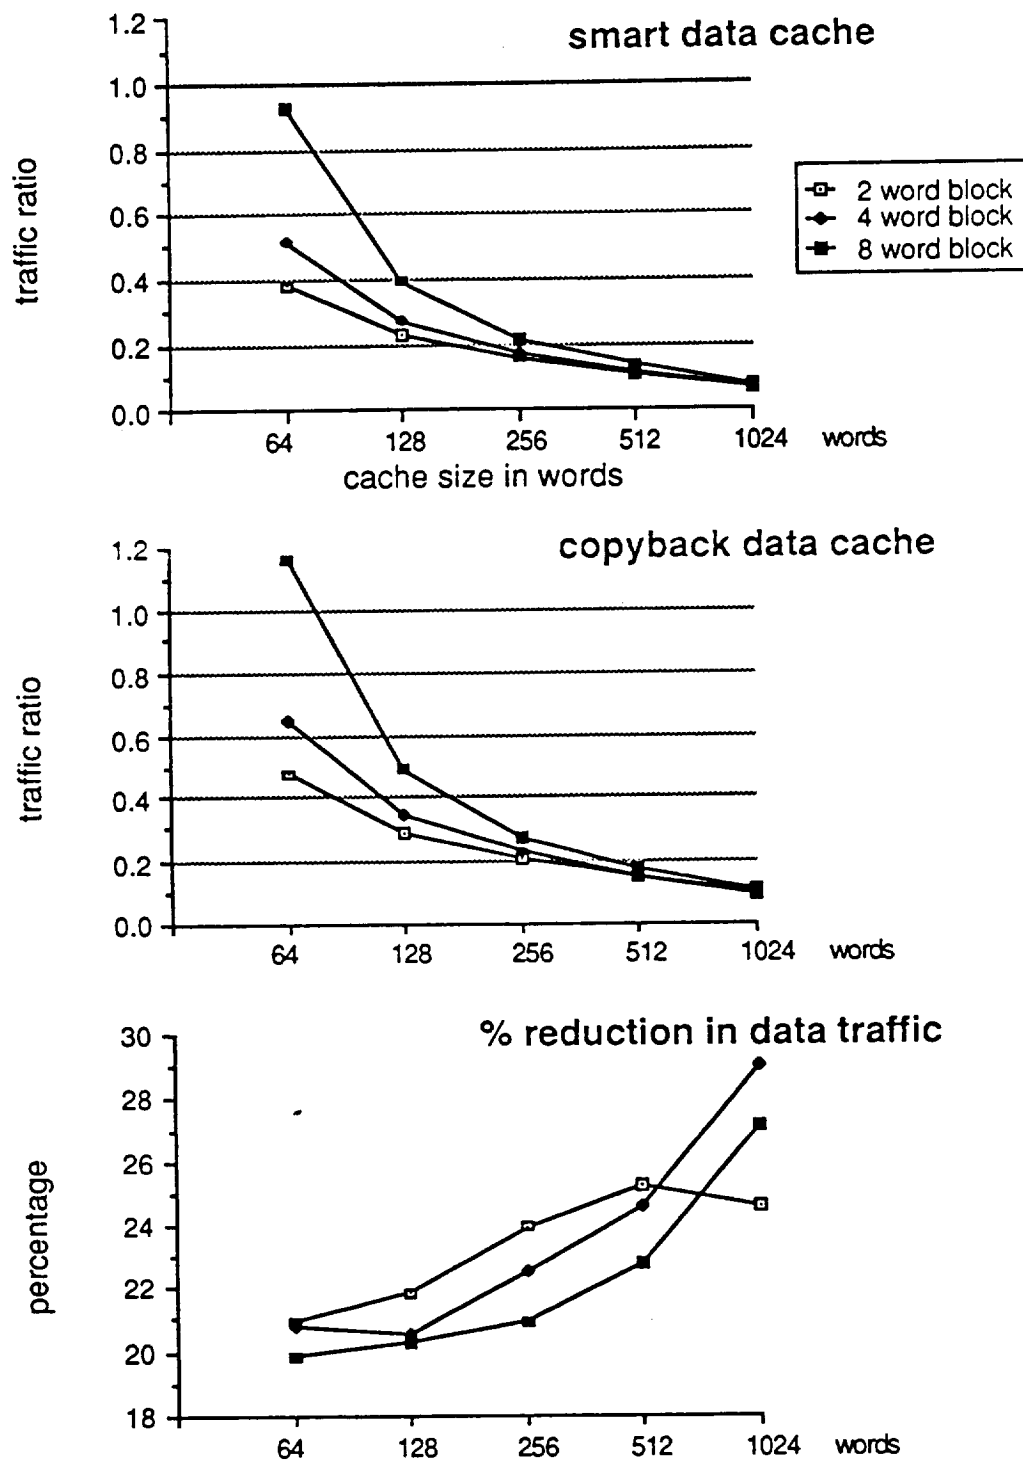 smart data cache
1.2
1.0
0.8
0.6
0.4
0.2
0.0
traffic ratio
2 word block
4 word block
8 word block
64 128 256 512 1024 words
cache size in words
copyback data cache
1.2
1.0
0.8
0.6
0.4
0.2
0.0
traffic ratio
64 128 256 512 1024 words
% reduction in data traffic
30
28
26
24
22
20
18
percentage
64 128 256 512 1024 words